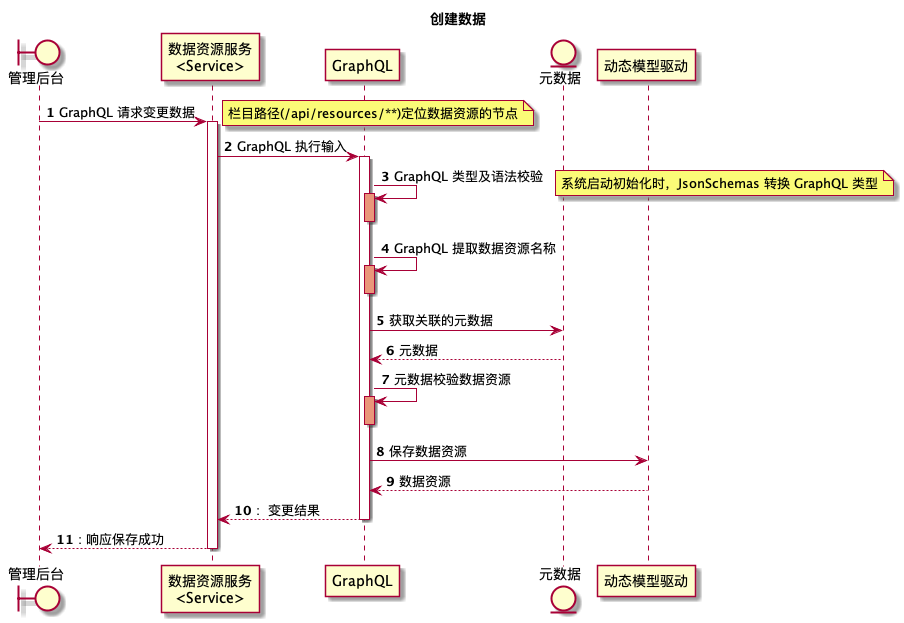 创建数据
管理后台
数据资源服务
<Service>
GraphQL
元数据
动态模型驱动
1 GraphQL 请求变更数据
栏目路径(/api/resources/**)定位数据资源的节点
2 GraphQL 执行输入
3 GraphQL 类型及语法校验
系统启动初始化时，JsonSchemas 转换 GraphQL 类型
4 GraphQL 提取数据资源名称
5 获取关联的元数据
6 元数据
7 元数据校验数据资源
8 保存数据资源
9 数据资源
10 : 变更结果
11 : 响应保存成功
管理后台
数据资源服务
<Service>
GraphQL
元数据
动态模型驱动